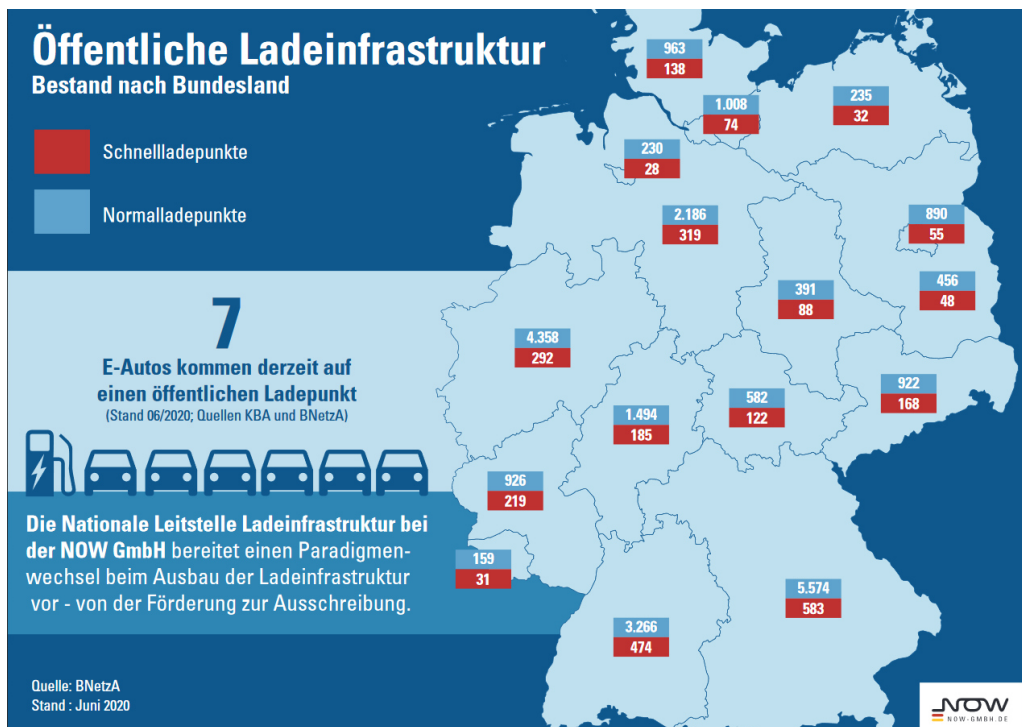 Öffentliche Ladeinfrastruktur
Bestand nach Bundesland
Schnellladepunkte
Normalladepunkte
963
138
1.008
74
235
32
230
28
2.186
319
890
55
456
48
391
88
4.358
292
922
168
582
122
1.494
185
926
219
159
31
5.574
583
3.266
474
7
E-Autos kommen derzeit auf
einen öffentlichen Ladepunkt
(Stand 06/2020; Quellen KBA und BNetzA)
Die Nationale Leitstelle Ladeinfrastruktur bei
der NOW GmbH bereitet einen Paradigmen-
wechsel beim Ausbau der Ladeinfrastruktur
vor - von der Förderung zur Ausschreibung.
Quelle: BNetzA
Stand : Juni 2020
NOW
NOW-GMBH.DE